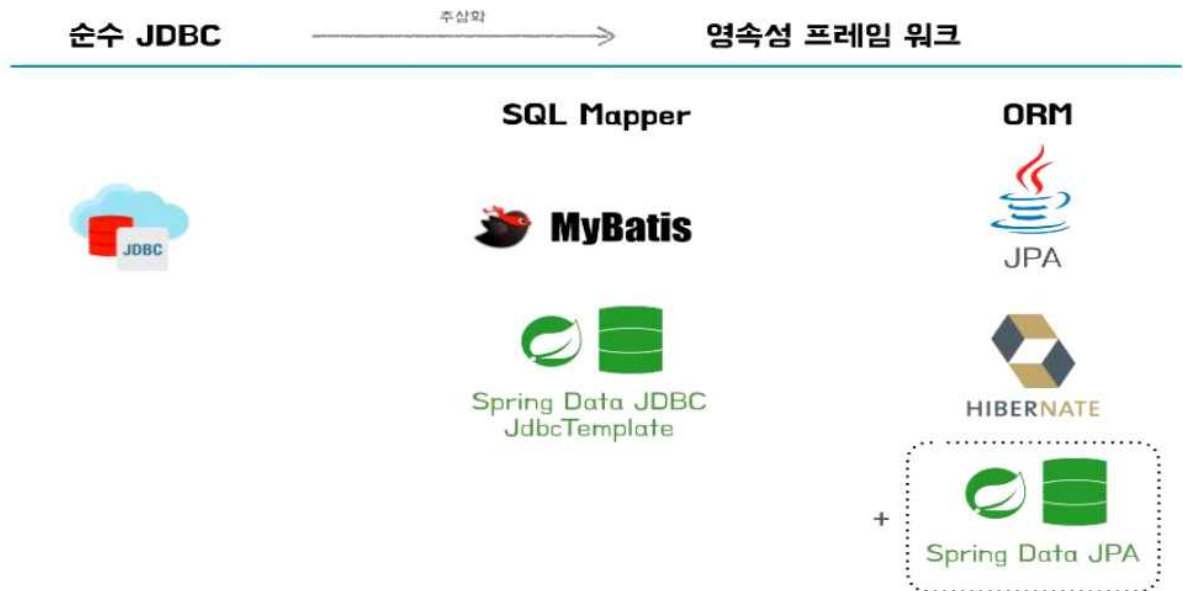 순수 JDBC
추상화
영속성 프레임 워크
SQL Mapper
ORM
JDBC
MyBatis
JPA
Spring Data JDBC
JdbcTemplate
HIBERNATE
+
Spring Data JPA